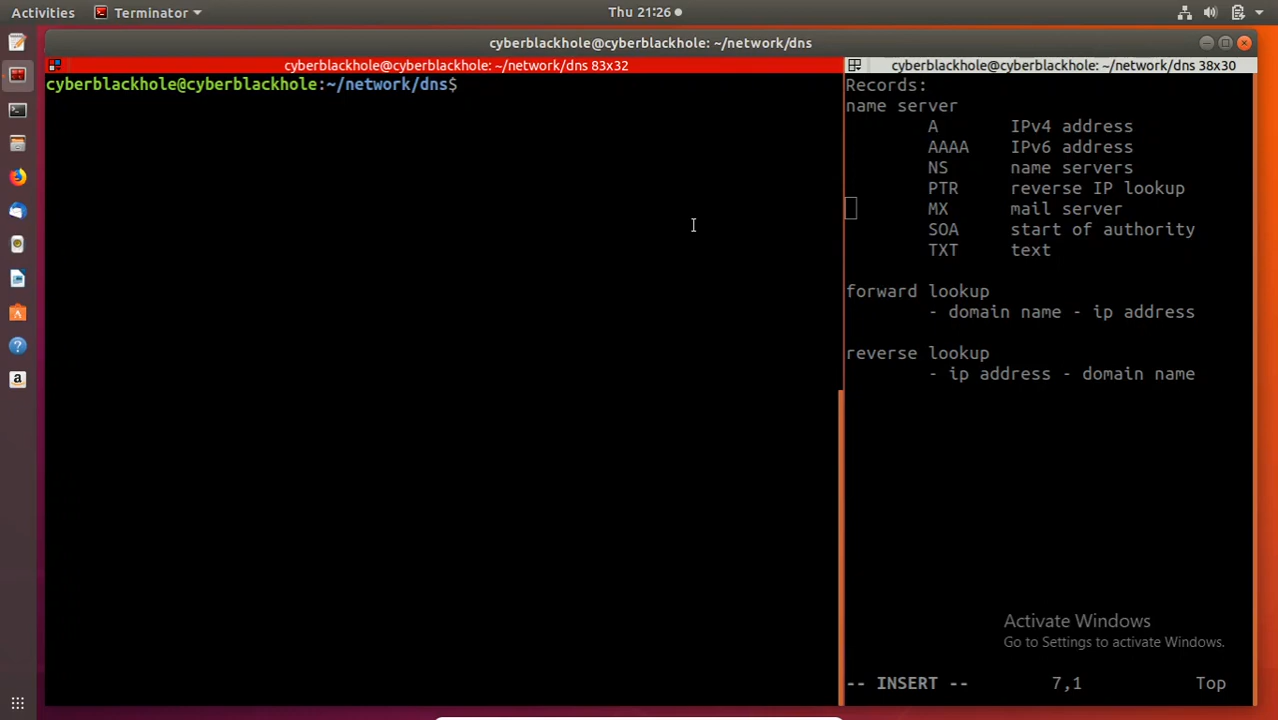 Activities Terminator Thu 21:26
cyberblackhole@cyberblackhole: ~/network/dns
cyberblackhole@cyberblackhole: ~/network/dns 83x32
cyberblackhole@cyberblackhole:~/network/dns$
cyberblackhole@cyberblackhole: ~/network/dns 38x30
Records:
name server
A IPv4 address
AAAA IPv6 address
NS name servers
PTR reverse IP lookup
MX mail server
SOA start of authority
TXT text
forward lookup
- domain name - ip address
reverse lookup
- ip address - domain name
Activate Windows
Go to Settings to activate Windows.
-- INSERT -- 7,1 Top